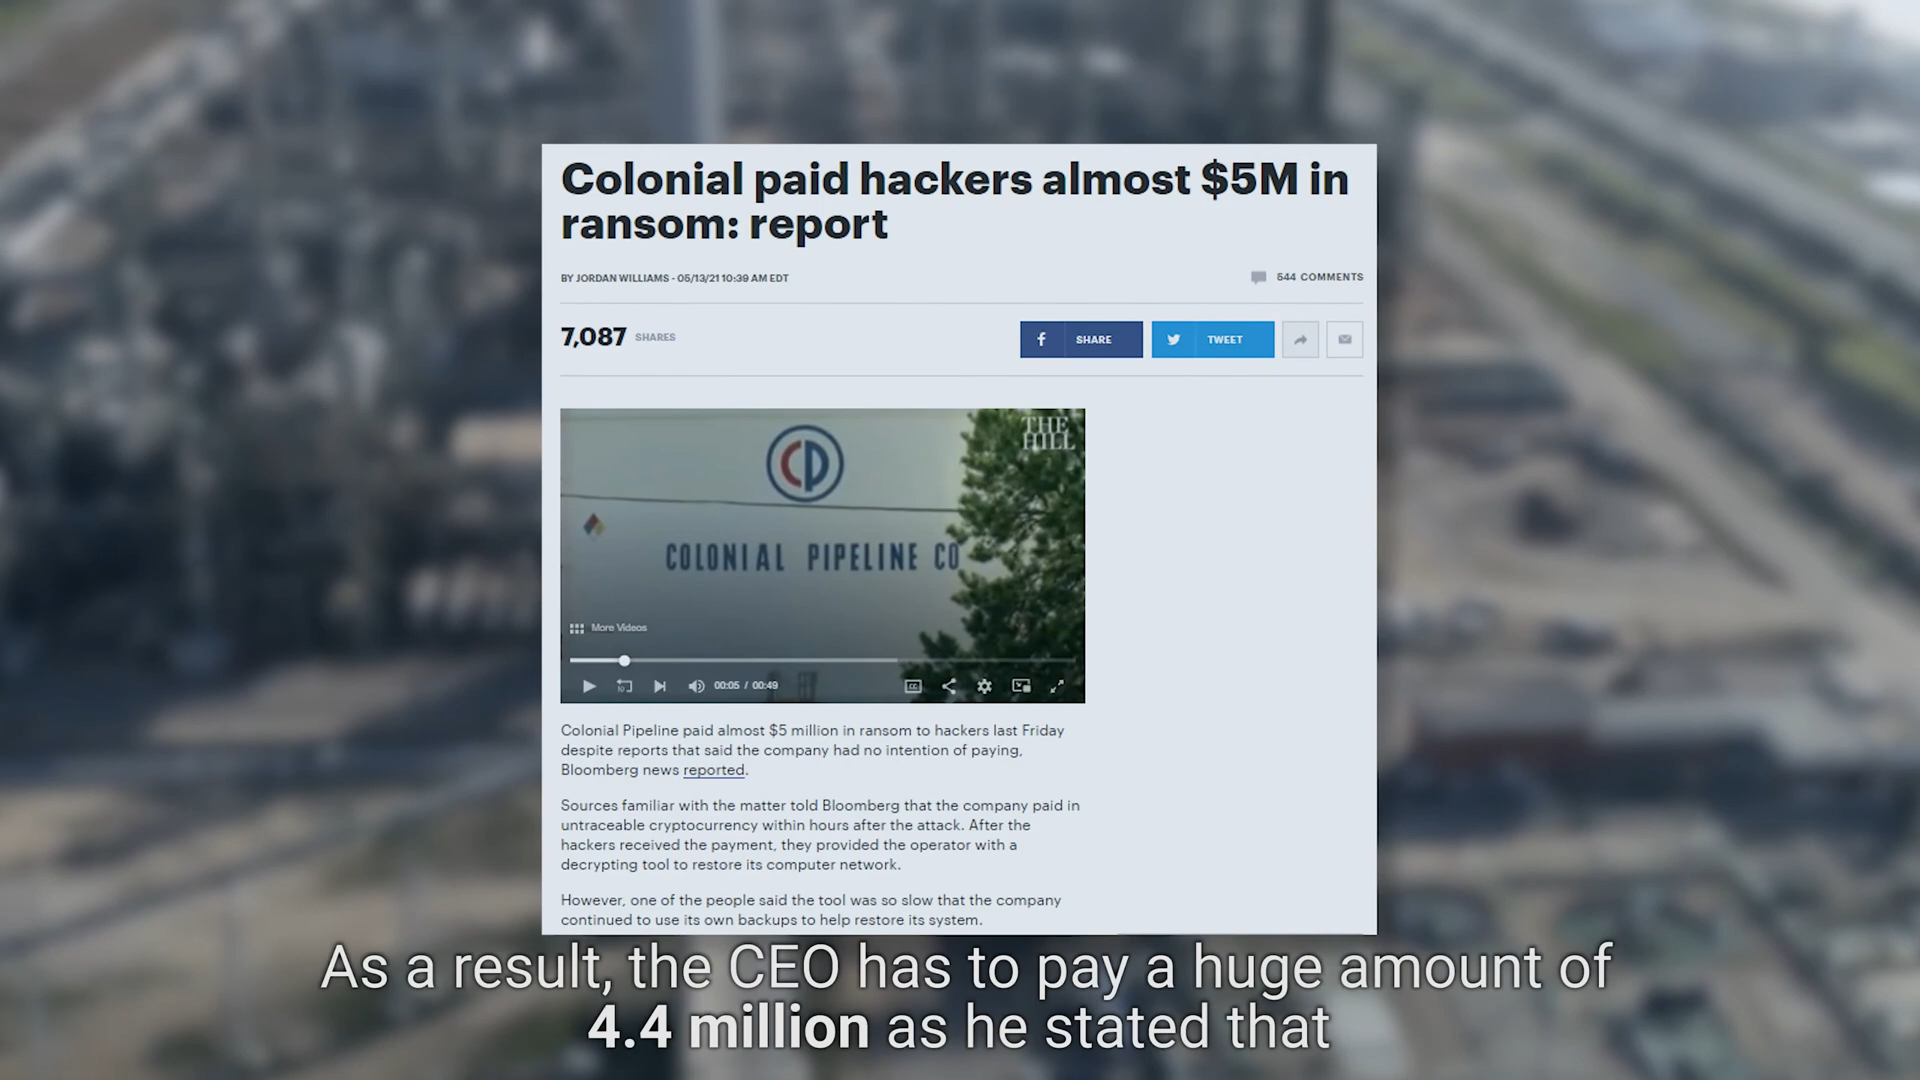 Colonial paid hackers almost $5M in
ransom: report
BY JORDAN WILLIAMS - 05/13/21 10:39 AM EDT
544 COMMENTS
7,087 SHARES
SHARE
TWEET
THE
HILL
CP
COLONIAL PIPELINE CO
More Videos
00:05 / 00:49
Colonial Pipeline paid almost $5 million in ransom to hackers last Friday
despite reports that said the company had no intention of paying,
Bloomberg news reported.
Sources familiar with the matter told Bloomberg that the company paid in
untraceable cryptocurrency within hours after the attack. After the
hackers received the payment, they provided the operator with a
decrypting tool to restore its computer network.
However, one of the people said the tool was so slow that the company
continued to use its own backups to help restore its system.
As a result, the CEO has to pay a huge amount of
4.4 million as he stated that